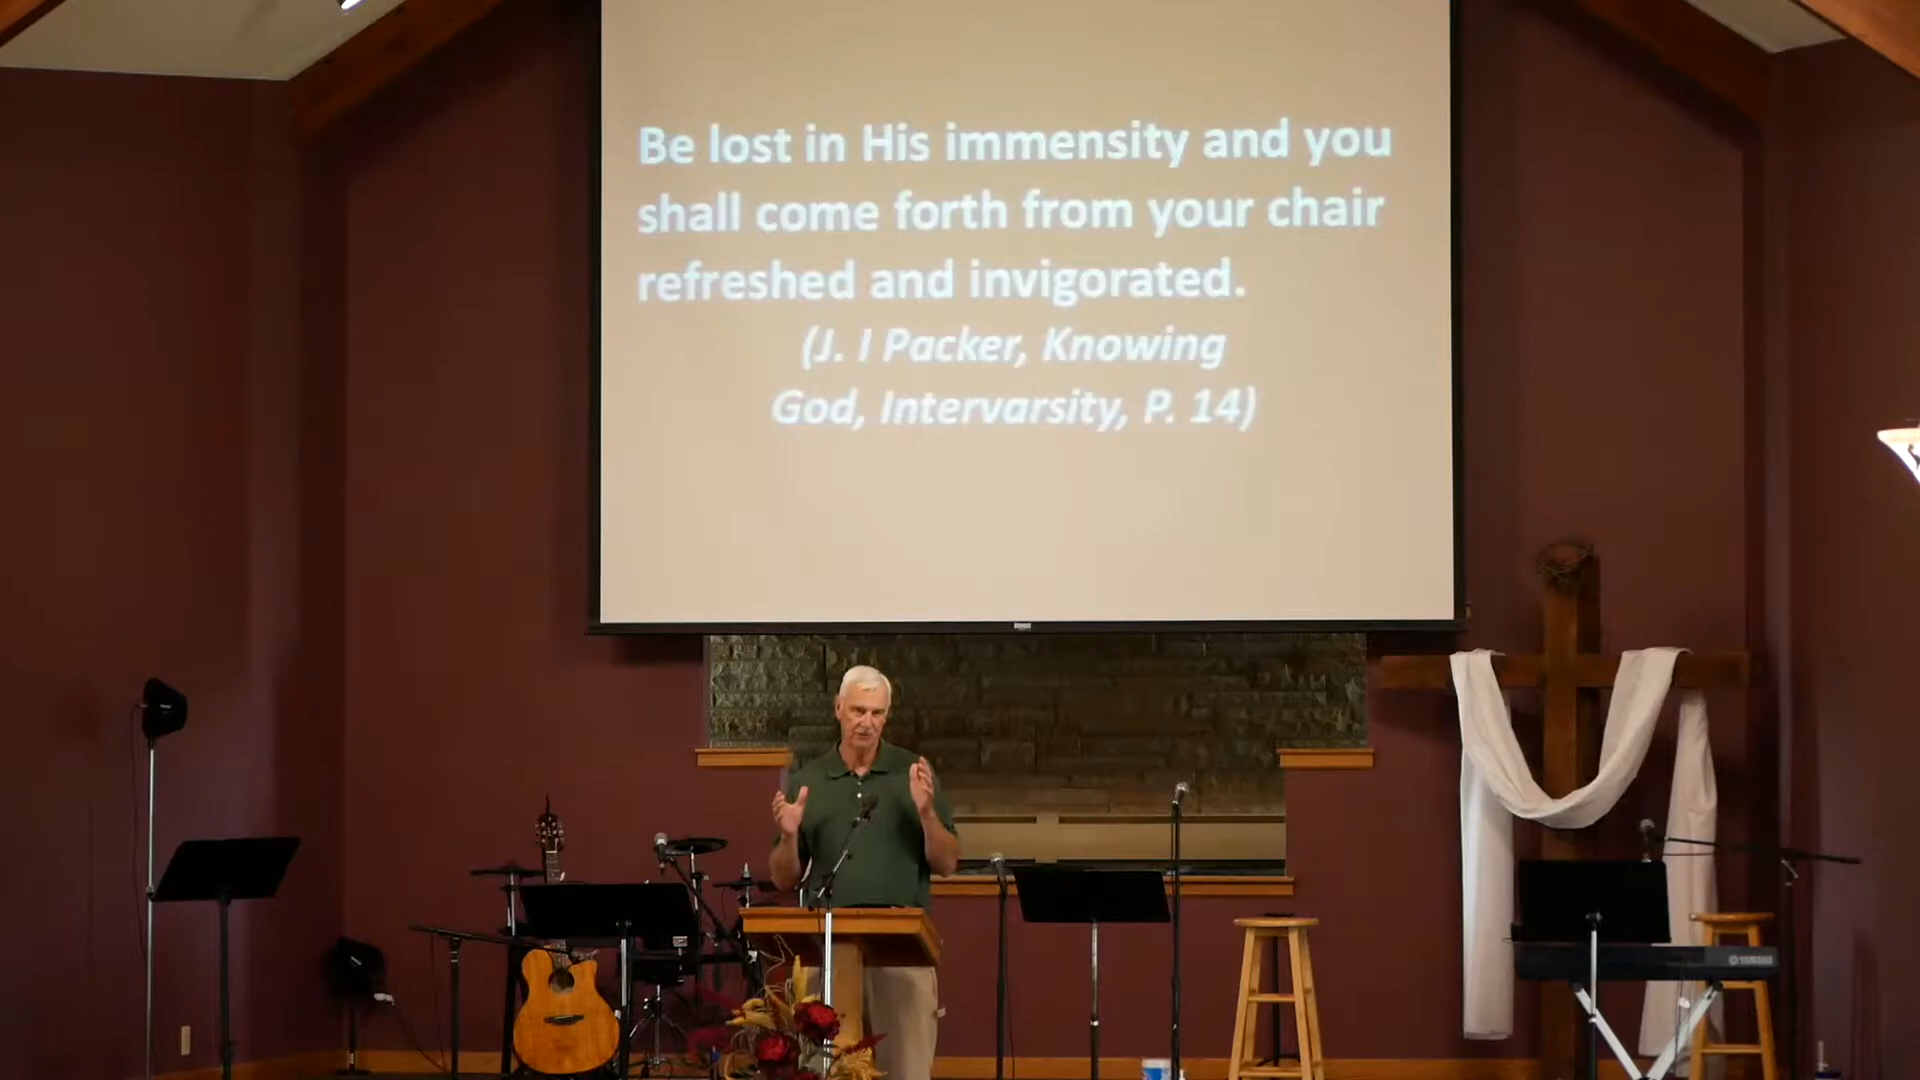 Be lost in His immensity and you
shall come forth from your chair
refreshed and invigorated.
(J. I Packer, Knowing
God, Intervarsity, P. 14)
YAMAHA